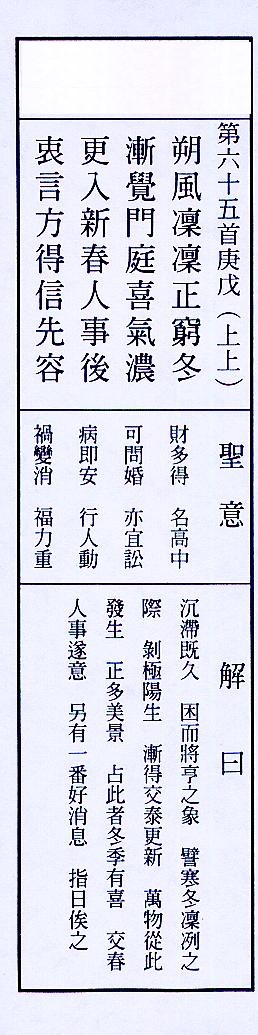 第六十五首庚戊（上上）
朔風凜凜正窮冬
漸覺門庭喜氣濃
更入新春人事後
衷言方得信先容
聖意
財多得　名高中
可問婚　亦宜訟
病即安　行人動
禍變消　福力重
解曰
沉滯既久　困而將亨之象　譬寒冬凜冽之
際　剝極陽生　漸得交泰更新　萬物從此
發生　正多美景　占此者冬季有喜　交春
人事遂意　另有一番好消息　指日俟之